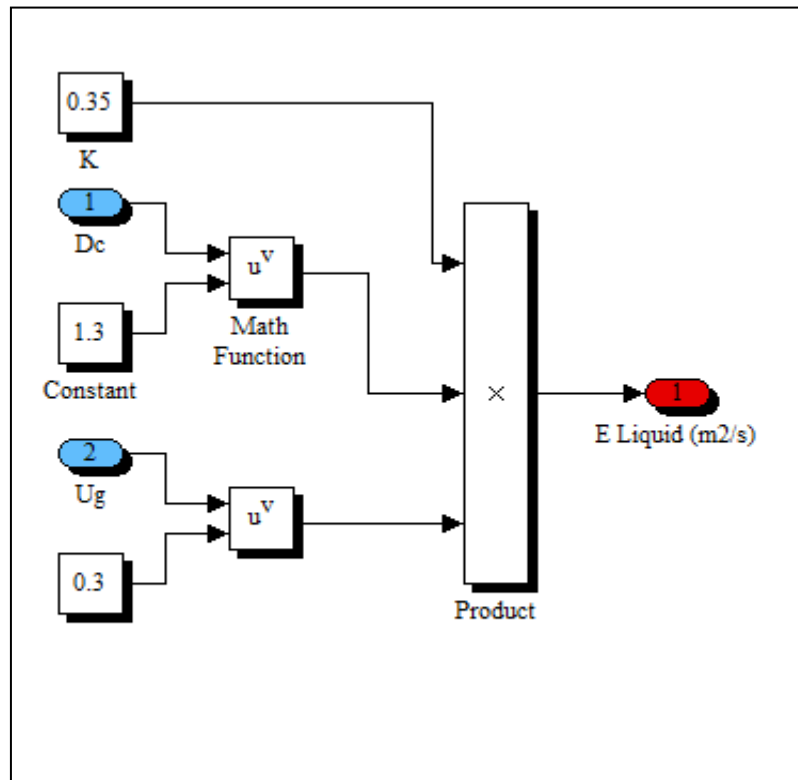 0.35
K
1
Dc
u^v
1.3
Math
Function
Constant
×
1
E Liquid (m2/s)
2
Ug
u^v
0.3
Product